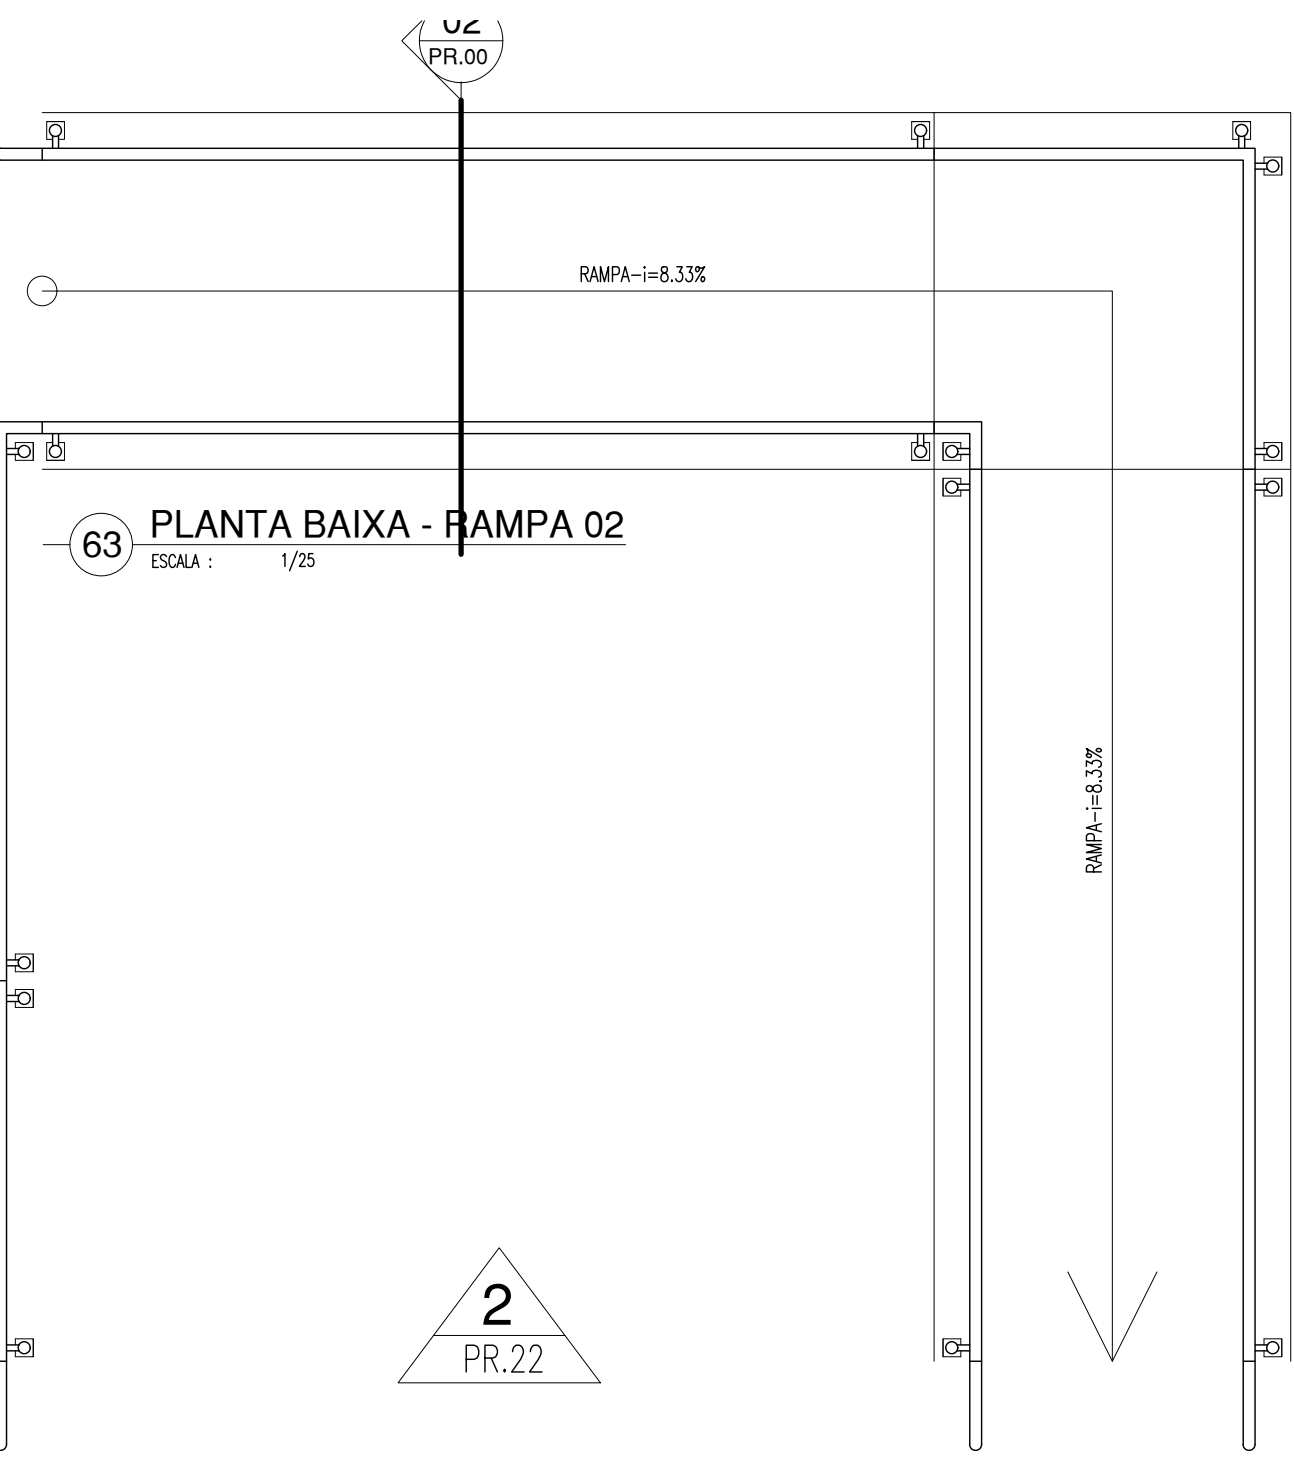 02
PR.00
RAMPA-i=8.33%
63
PLANTA BAIXA - RAMPA 02
ESCALA : 1/25
RAMPA-i=8.33%
2
PR.22